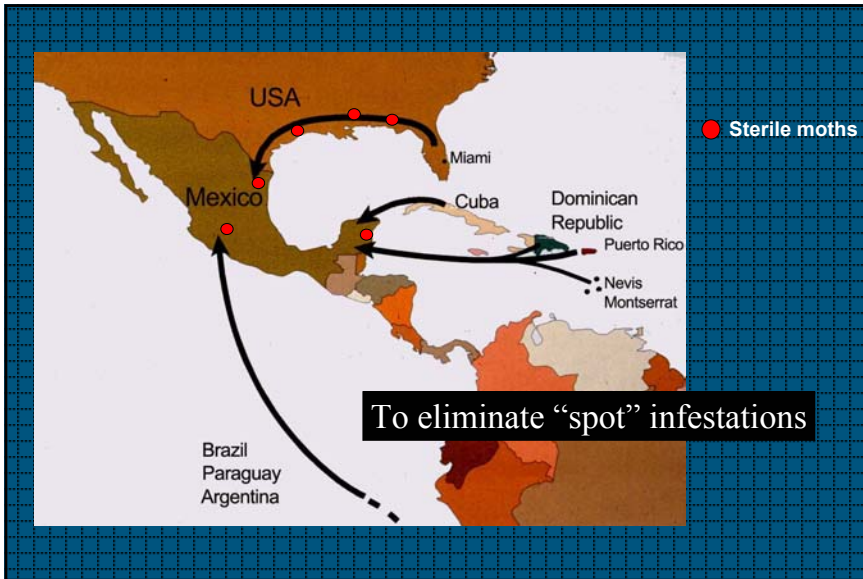 USA
Sterile moths
Miami
Mexico
Cuba
Dominican
Republic
Puerto Rico
Nevis
Montserrat
To eliminate “spot” infestations
Brazil
Paraguay
Argentina